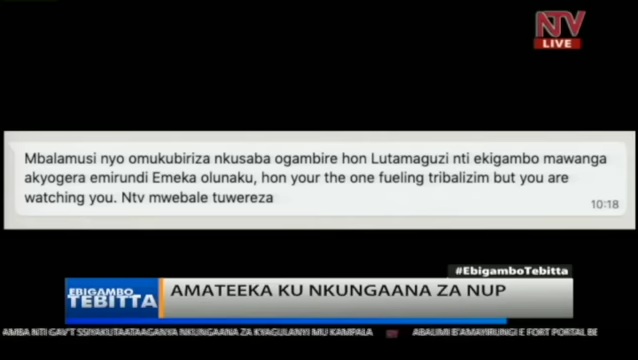 NTV
LIVE
Mbalamusi nyo omukubiriza nkusaba ogambire hon Lutamaguzi nti ekigambo mawanga
akyogera emirundi Emeka olunaku, hon your the one fueling tribalizim but you are
watching you. Ntv mwebale tuwereza
10:18
#EbigamboTebitta
EBIGAMBO
TEBITTA
AMATEEKA KU NKUNGAANA ZA NUP
AMBA NTI GAV'T SSIYAKUTAATAAGANYA NKUNGAANA ZA KYAGULANYI MU KAMPALA
ABALIMI B'AMAYIRUNGI E FORT PORTAL BE